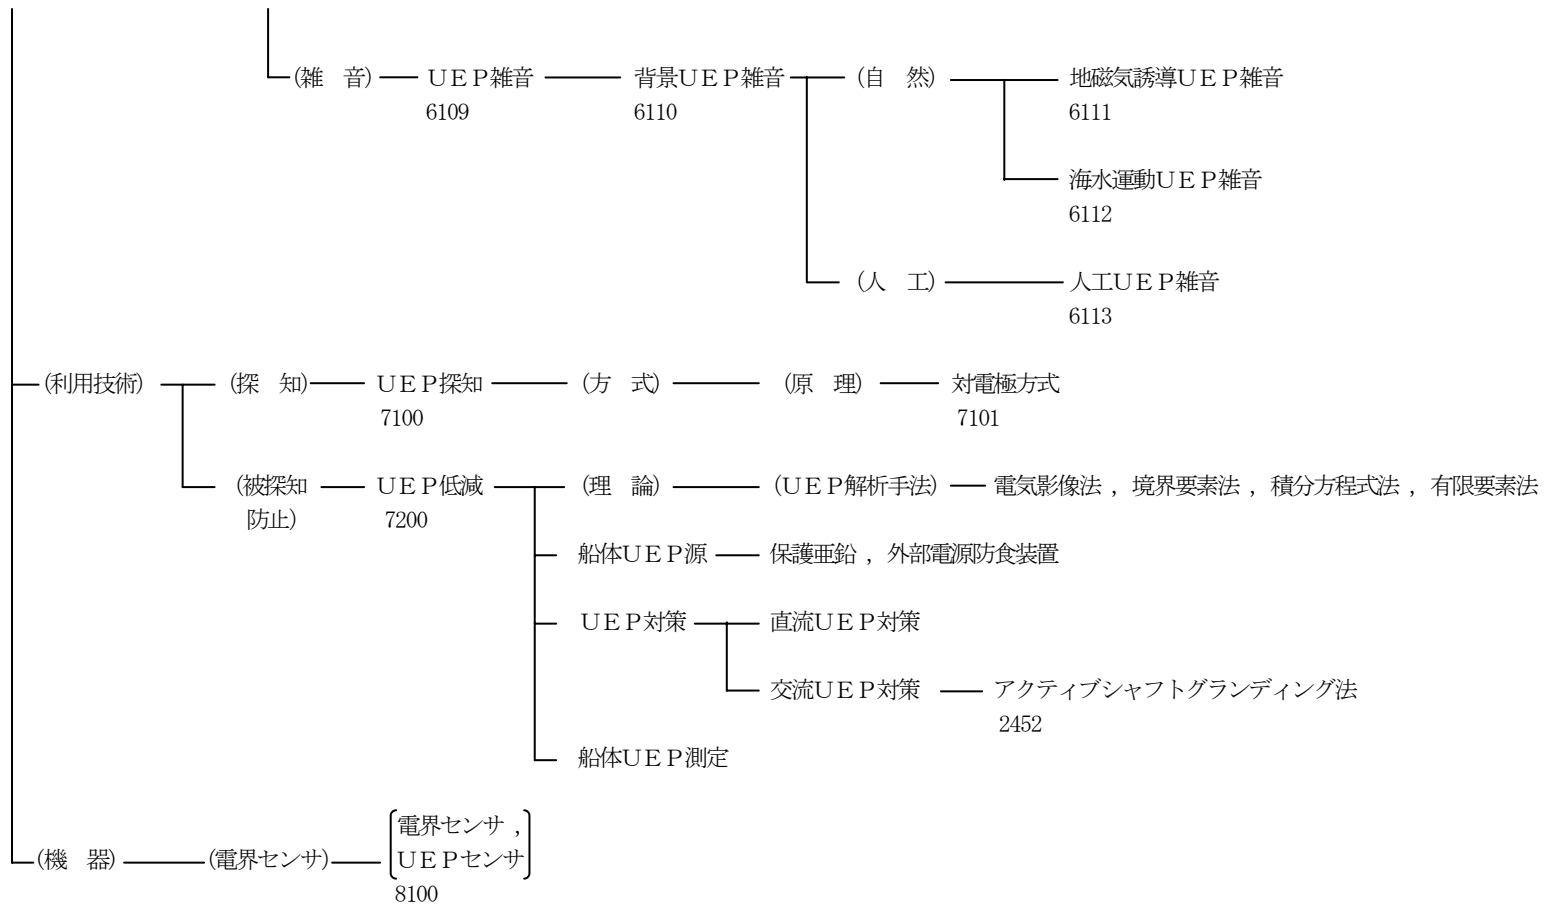 (雑　音) ＵＥＰ雑音 背景ＵＥＰ雑音 (自　然) 地磁気誘導ＵＥＰ雑音
6109 6110 6111
海水運動ＵＥＰ雑音
6112
(人　工) 人工ＵＥＰ雑音
6113
(利用技術) (探　知) ＵＥＰ探知 (方　式) (原　理) 対電極方式
7100 7101
(被探知 ＵＥＰ低減 (理　論) (ＵＥＰ解析手法) 電気影像法 , 境界要素法 , 積分方程式法 , 有限要素法
防止) 7200
船体ＵＥＰ源 保護亜鉛 , 外部電源防食装置
ＵＥＰ対策 直流ＵＥＰ対策
交流ＵＥＰ対策 アクティブシャフトグランディング法
2452
船体ＵＥＰ測定
電界センサ ,
(機　器) (電界センサ) ＵＥＰセンサ
8100